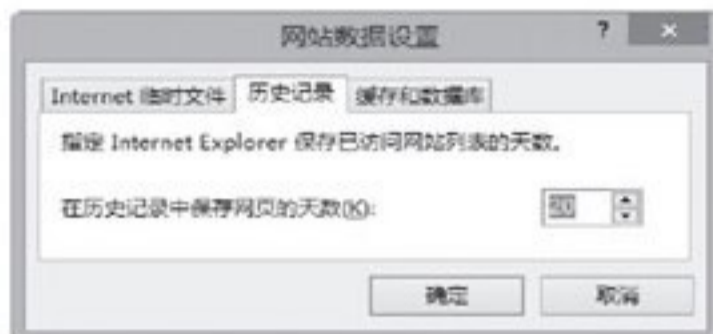 网站数据设置 ?
Internet 临时文件 历史记录 缓存和数据库
指定 Internet Explorer 保存已访问网站列表的天数。
在历史记录中保存网页的天数(K):
确定 取消